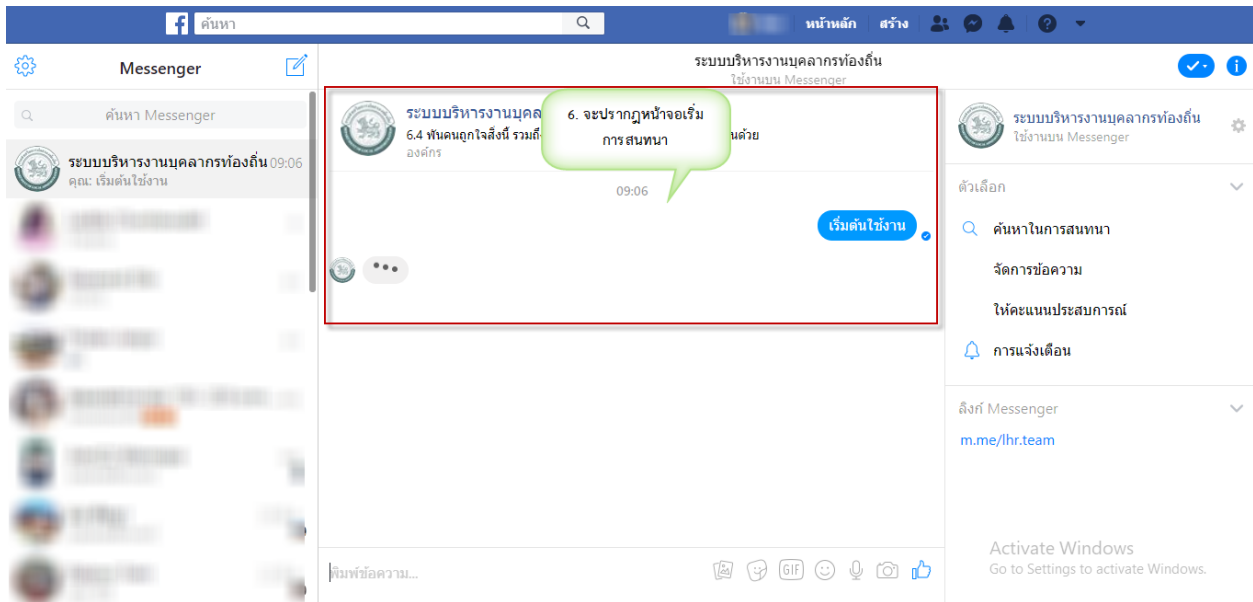 ค้นหา
หน้าหลัก สร้าง
Messenger
ค้นหา Messenger
ระบบบริหารงานบุคลากรท้องถิ่น 09:06
คุณ: เริ่มต้นใช้งาน
ระบบบริหารงานบุคลากรท้องถิ่น
ใช้งานบน Messenger
ระบบบริหารงานบุคล
6.4 พันคนถูกใจสิ่งนี้ รวมถึง นด้วย
องค์กร
6. จะปรากฎหน้าจอเริ่ม
การสนทนา
09:06
เริ่มต้นใช้งาน
พิมพ์ข้อความ...
GIF
ระบบบริหารงานบุคลากรท้องถิ่น
ใช้งานบน Messenger
ตัวเลือก
ค้นหาในการสนทนา
จัดการข้อความ
ให้คะแนนประสบการณ์
การแจ้งเตือน
ลิงก์ Messenger
m.me/lhr.team
Activate Windows
Go to Settings to activate Windows.